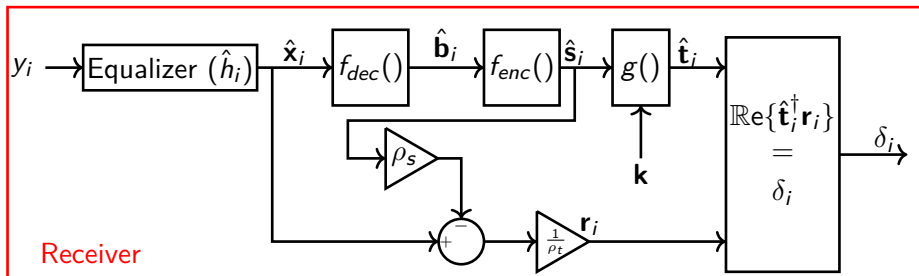 y_i
Equalizer (ĥ_i)
x̂_i
f_dec()
b̂_i
f_enc()
ŝ_i
g()
t̂_i
ℝe{t̂_i^† r_i}
=
δ_i
δ_i
ρ_s
k
−
+
1/ρ_t
r_i
Receiver